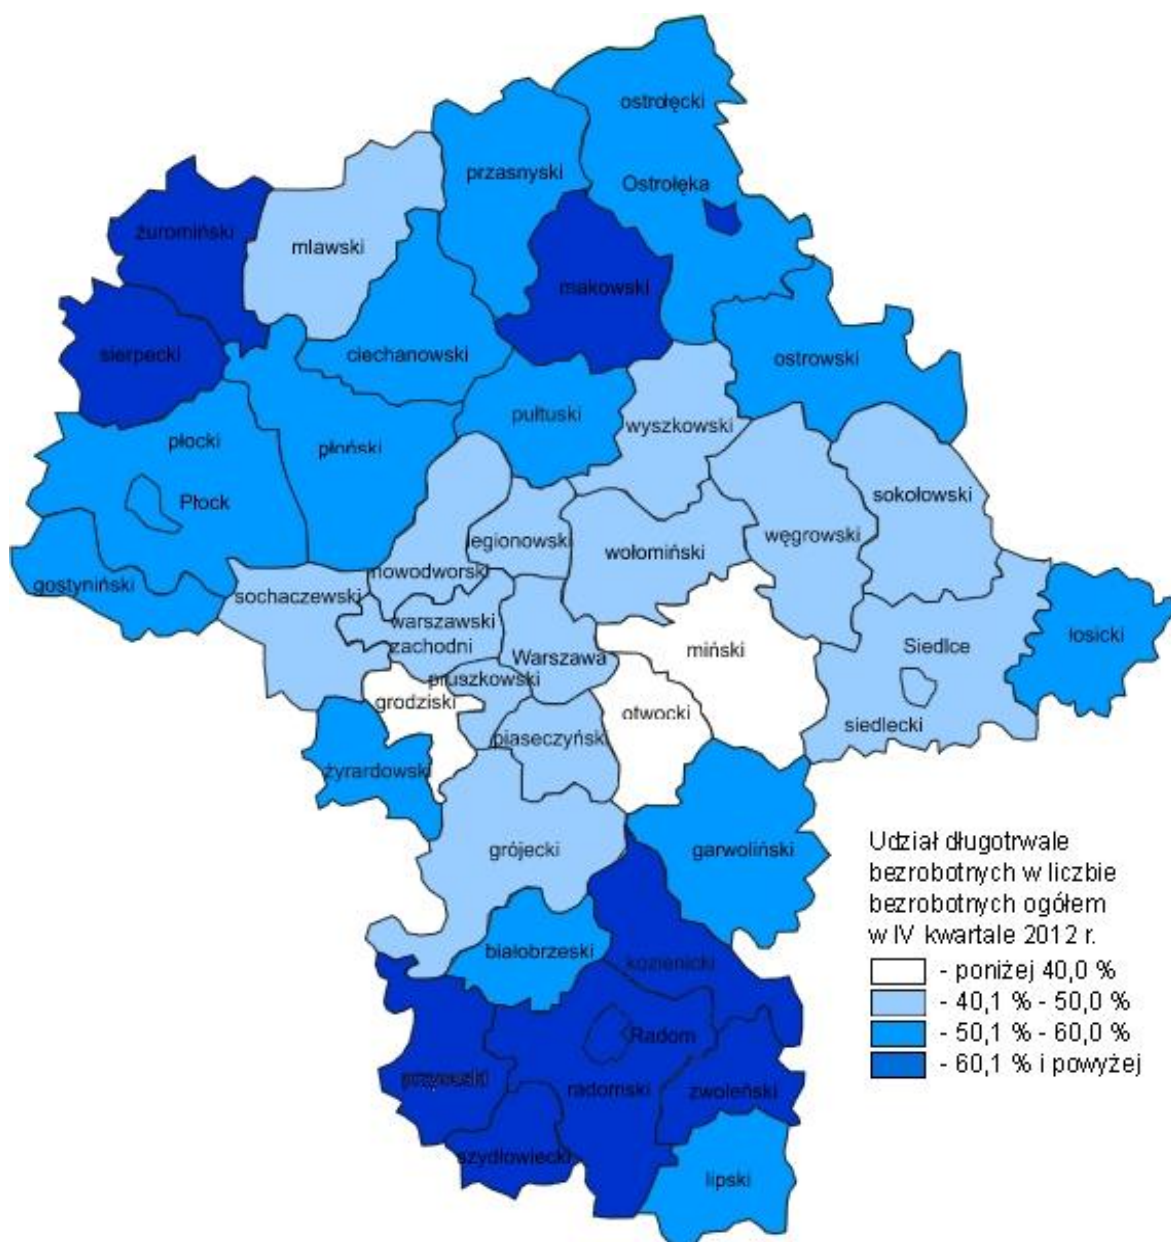 ostrołęcki
przasnyski
Ostrołęka
żuromiński
mlawski
makowski
sierpecki
ciechanowski
ostrowski
pułtuski
wyszkowski
płocki
płoński
Płock
sokołowski
legionowski
wołomiński
węgrowski
gostyniński
nowodworski
sochaczewski
warszawski
zachodni
Warszawa
miński
Siedlce
łosicki
pruszkowski
grodziski
otwocki
piaseczyński
siedlecki
żyrardowski
grójecki
garwoliński
białobrzeski
kozienicki
Radom
przysuski
radomski
zwoleński
szydłowiecki
lipski
Udział długotrwale
bezrobotnych w liczbie
bezrobotnych ogółem
w IV kwartale 2012 r.
- poniżej 40,0 %
- 40,1 % - 50,0 %
- 50,1 % - 60,0 %
- 60,1 % i powyżej